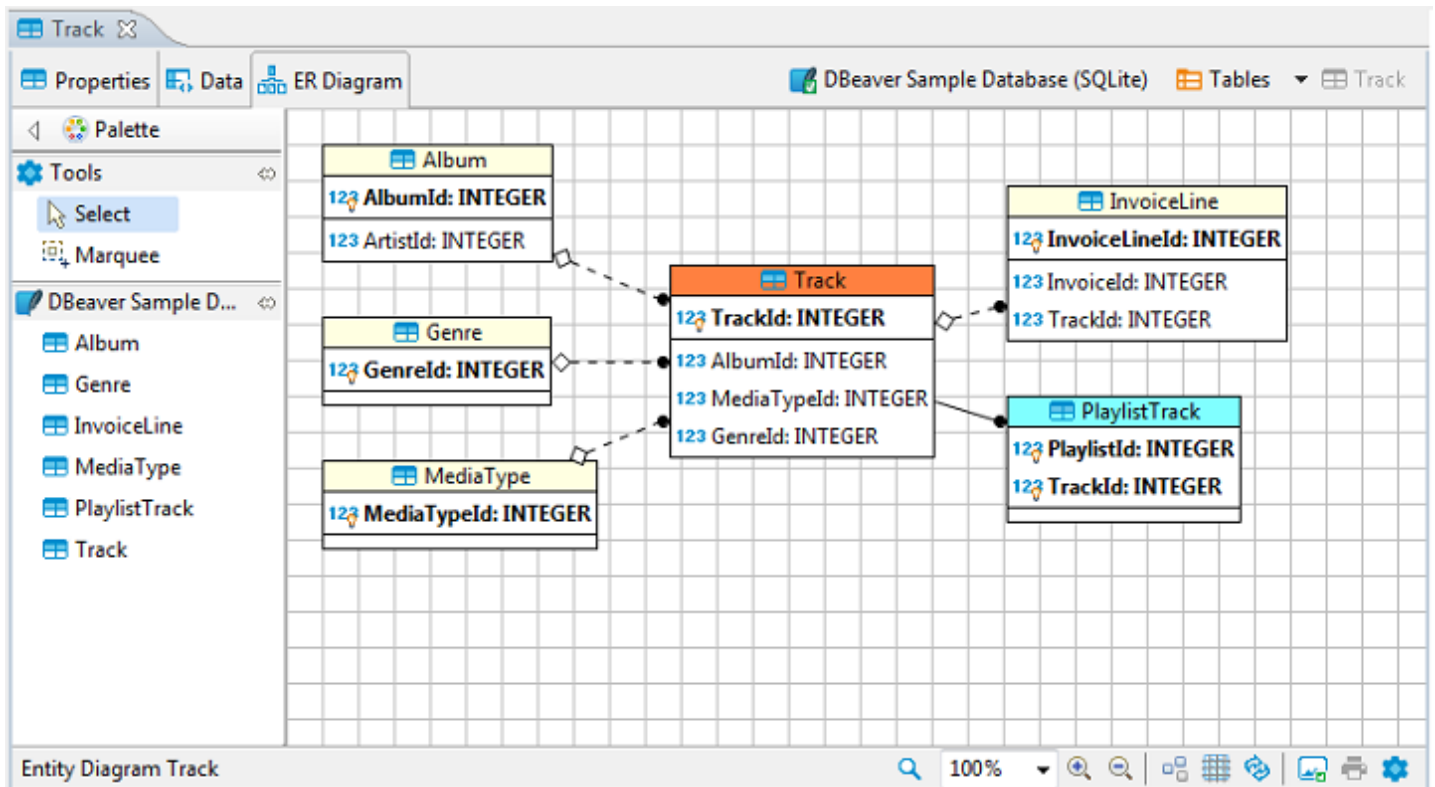 Track
Properties Data ER Diagram DBeaver Sample Database (SQLite) Tables Track
Palette
Tools
Select
Marquee
DBeaver Sample D...
Album
Genre
InvoiceLine
MediaType
PlaylistTrack
Track
Album
123 AlbumId: INTEGER
123 ArtistId: INTEGER
Genre
123 GenreId: INTEGER
MediaType
123 MediaTypeId: INTEGER
Track
123 TrackId: INTEGER
123 AlbumId: INTEGER
123 MediaTypeId: INTEGER
123 GenreId: INTEGER
InvoiceLine
123 InvoiceLineId: INTEGER
123 InvoiceId: INTEGER
123 TrackId: INTEGER
PlaylistTrack
123 PlaylistId: INTEGER
123 TrackId: INTEGER
Entity Diagram Track 100%